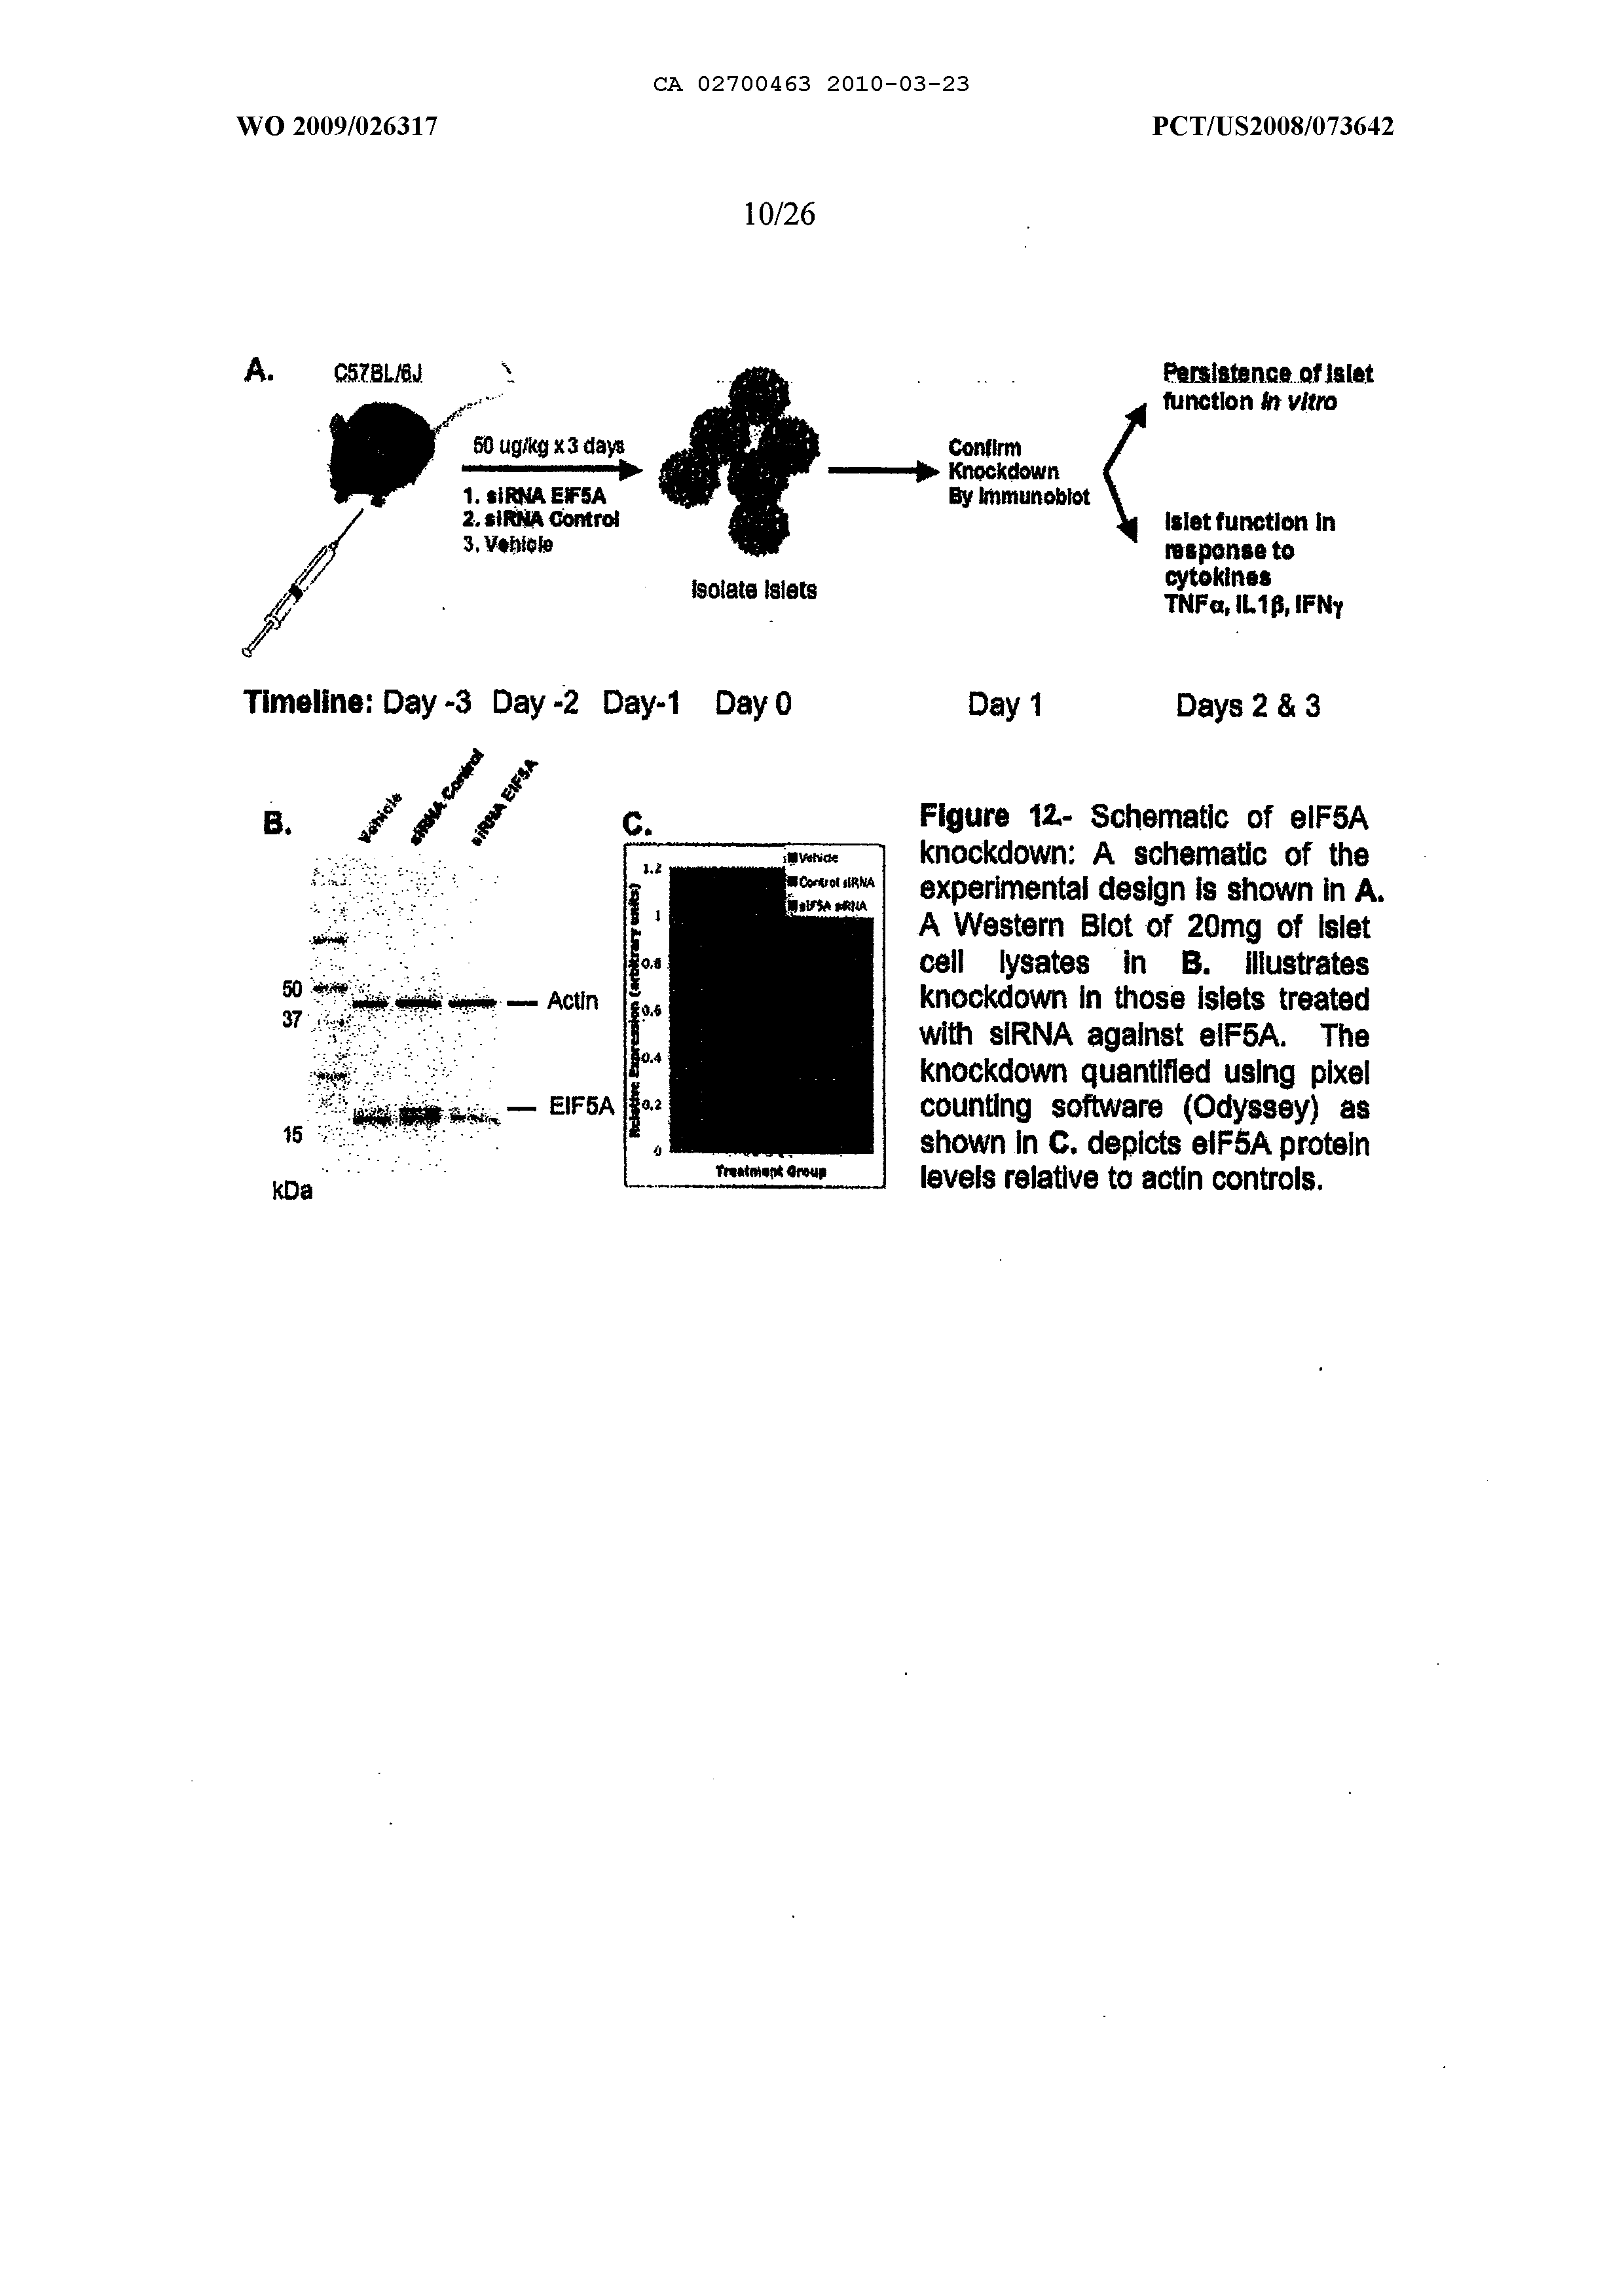 CA 02700463 2010-03-23
WO 2009/026317
PCT/US2008/073642
10/26
A.
C57BL/6J
50 ug/kg x 3 days
1. siRNA EIF5A
2. siRNA Control
3. Vehicle
Isolate Islets
Confirm
Knockdown
By Immunoblot
Persistence of Islet
function In vitro
Islet function In
response to
cytokines
TNFα, IL1β, IFNγ
Timeline: Day -3 Day -2 Day-1 Day 0 Day 1 Days 2 & 3
B.
Vehicle
siRNA Control
siRNA EIF5A
50
37
15
kDa
Actin
EIF5A
C.
Vehicle
Control siRNA
eIF5A siRNA
Relative Expression (arbitrary units)
1.2
1
0.8
0.6
0.4
0.2
0
Treatment Group
Figure 12.- Schematic of eIF5A
knockdown: A schematic of the
experimental design is shown in A.
A Western Blot of 20mg of islet
cell lysates in B. illustrates
knockdown in those islets treated
with siRNA against eIF5A. The
knockdown quantified using pixel
counting software (Odyssey) as
shown in C. depicts eIF5A protein
levels relative to actin controls.